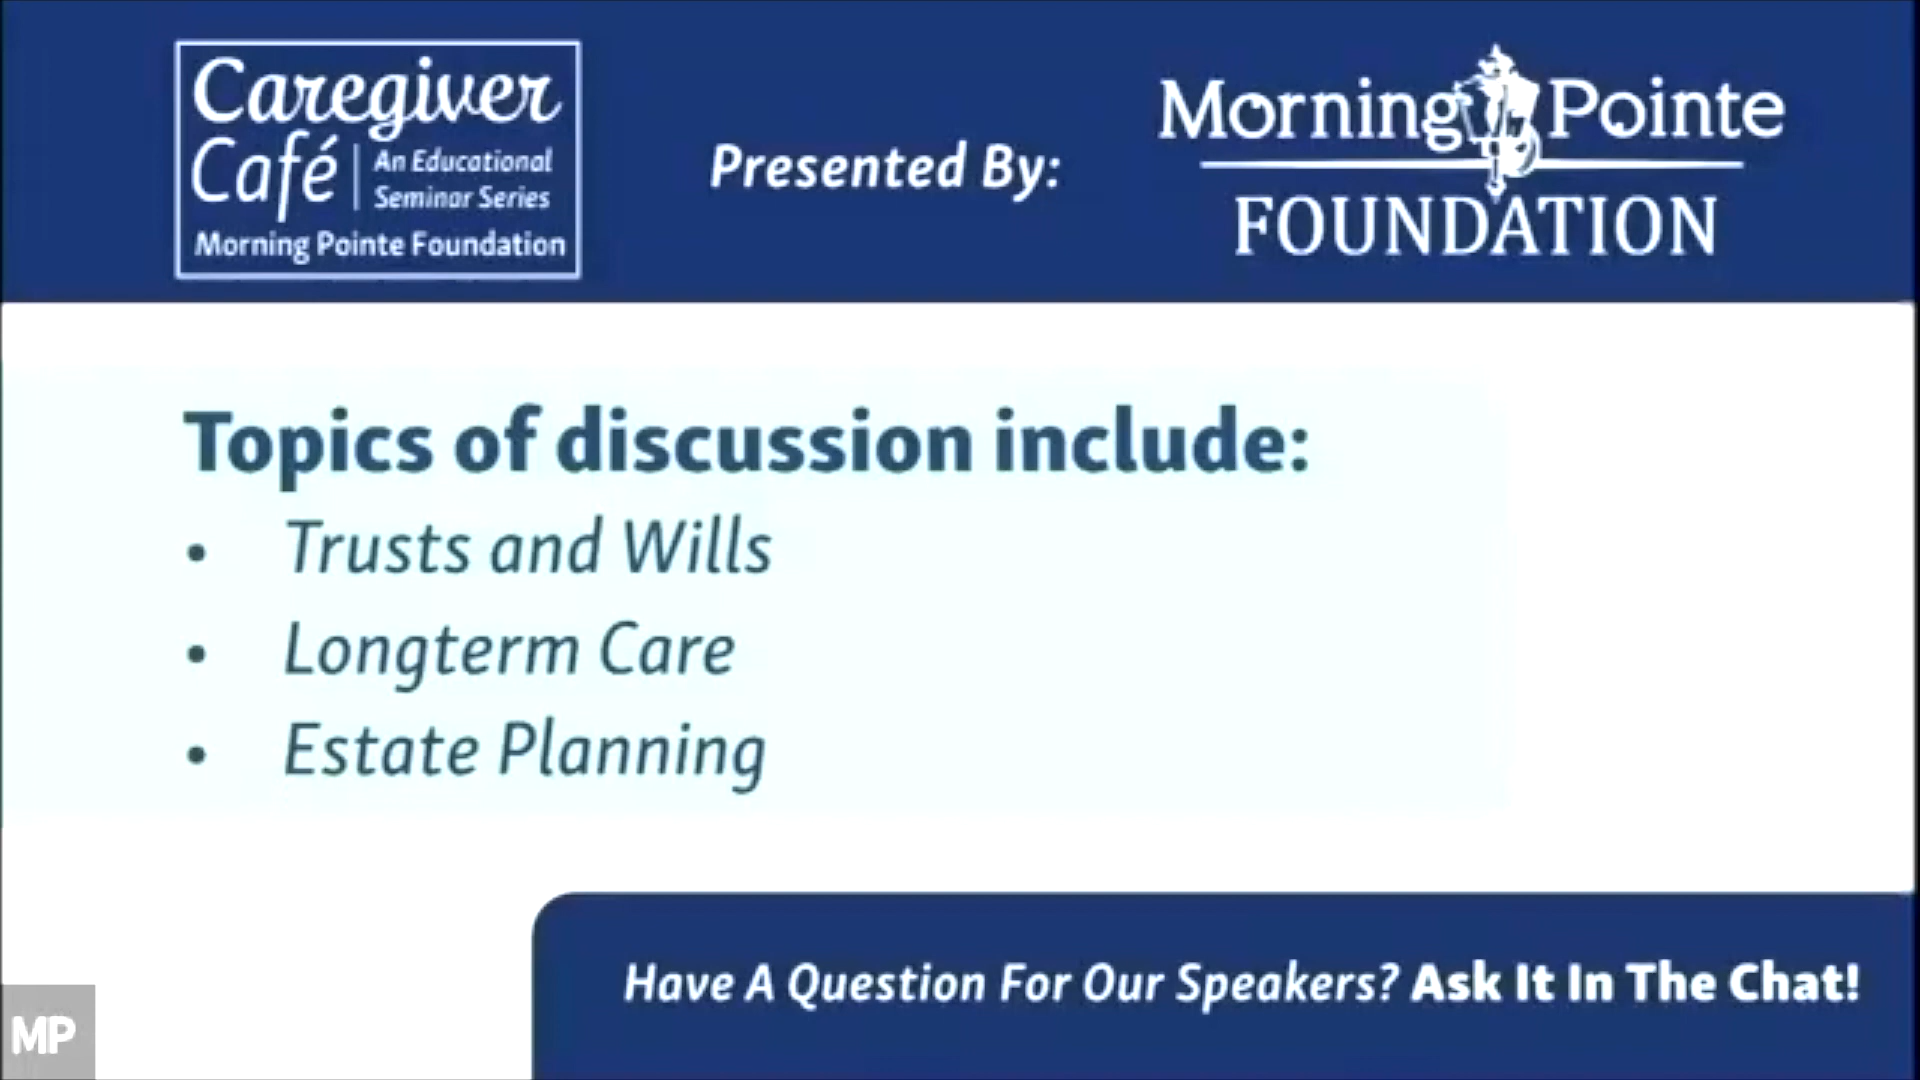 Caregiver
Café
An Educational
Seminar Series
Morning Pointe Foundation
Presented By:
Morning Pointe
FOUNDATION
Topics of discussion include:
• Trusts and Wills
• Longterm Care
• Estate Planning
Have A Question For Our Speakers? Ask It In The Chat!
MP